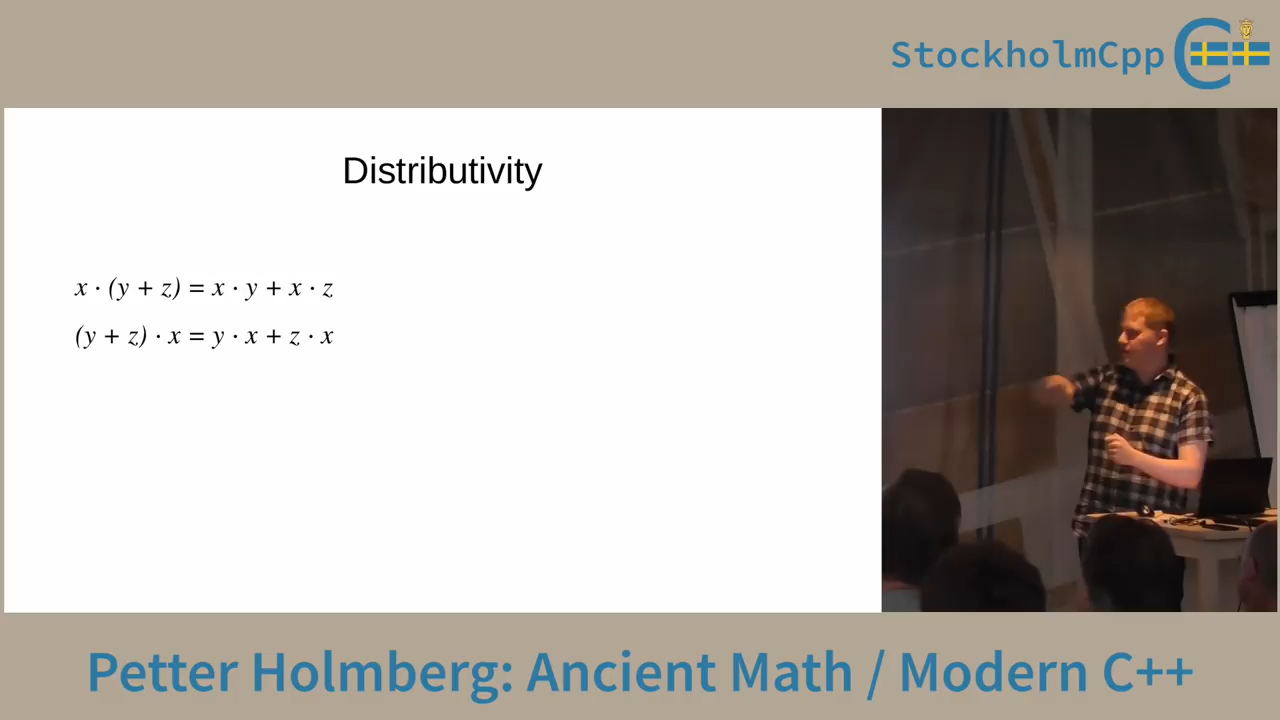 StockholmCpp
Distributivity
x · (y + z) = x · y + x · z
(y + z) · x = y · x + z · x
Petter Holmberg: Ancient Math / Modern C++